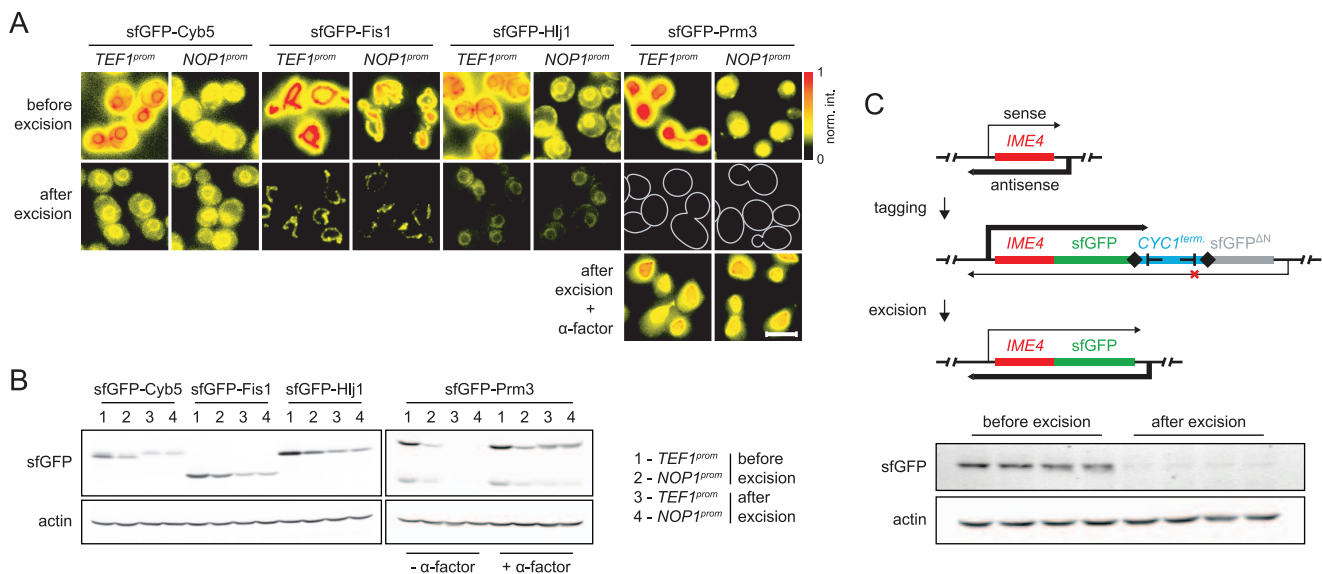 A
sfGFP-Cyb5 sfGFP-Fis1 sfGFP-Hlj1 sfGFP-Prm3
TEF1prom NOP1prom TEF1prom NOP1prom TEF1prom NOP1prom TEF1prom NOP1prom
before
excision
1
norm. int.
0
after
excision
after
excision
+
α-factor
B
sfGFP-Cyb5 sfGFP-Fis1 sfGFP-Hlj1 sfGFP-Prm3
1 2 3 4 1 2 3 4 1 2 3 4 1 2 3 4 1 2 3 4
sfGFP
actin
- α-factor + α-factor
1 - TEF1prom before
2 - NOP1prom excision
3 - TEF1prom after
4 - NOP1prom excision
C
sense
IME4
antisense
tagging
IME4 sfGFP CYC1term. sfGFPΔN
excision
IME4 sfGFP
before excision after excision
sfGFP
actin